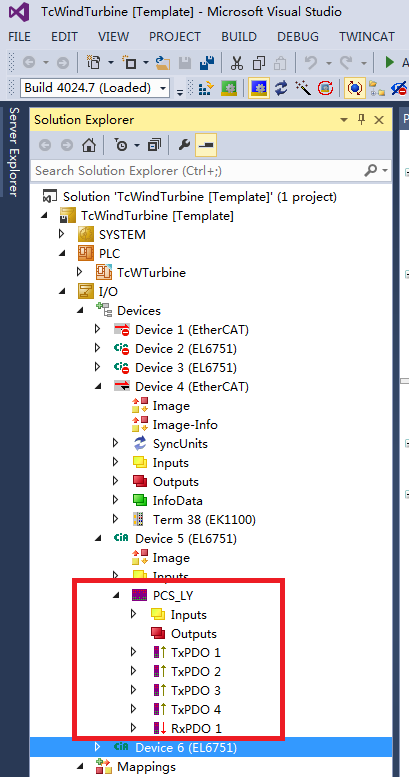 TcWindTurbine [Template] - Microsoft Visual Studio
FILE EDIT VIEW PROJECT BUILD DEBUG TWINCAT
A
Build 4024.7 (Loaded)
Server Explorer
Solution Explorer
Search Solution Explorer (Ctrl+;)
Solution 'TcWindTurbine [Template]' (1 project)
TcWindTurbine [Template]
SYSTEM
PLC
TcWTurbine
I/O
Devices
Device 1 (EtherCAT)
Device 2 (EL6751)
Device 3 (EL6751)
Device 4 (EtherCAT)
Image
Image-Info
SyncUnits
Inputs
Outputs
InfoData
Term 38 (EK1100)
CiA Device 5 (EL6751)
Image
Inputs
PCS_LY
Inputs
Outputs
TxPDO 1
TxPDO 2
TxPDO 3
TxPDO 4
RxPDO 1
CiA Device 6 (EL6751)
Mappings